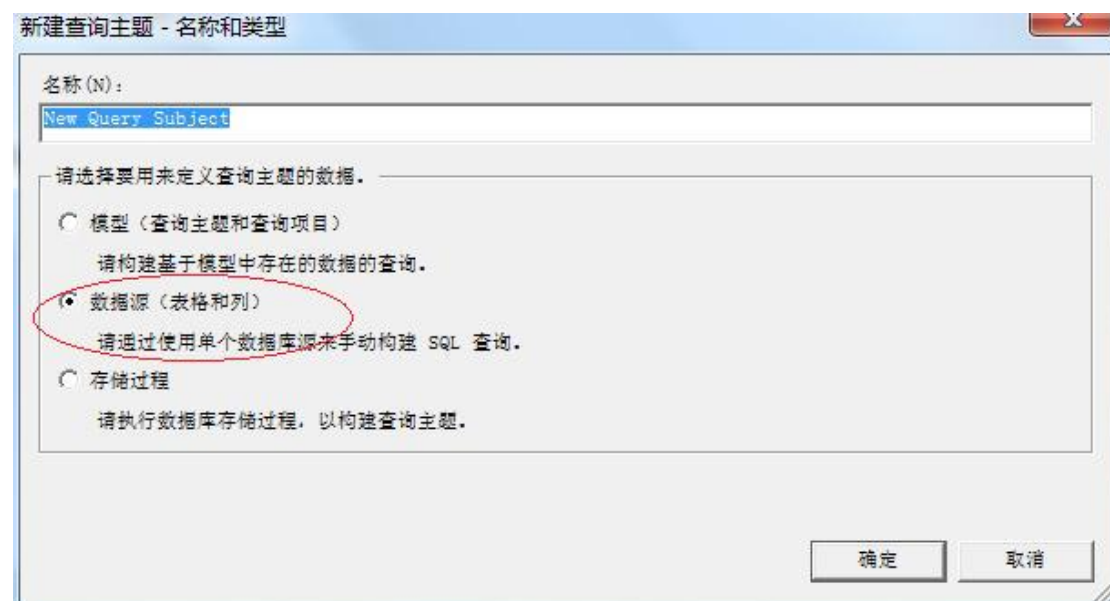 新建查询主题 - 名称和类型
名称(N):
New Query Subject
请选择要用来定义查询主题的数据.
模型(查询主题和查询项目)
请构建基于模型中存在的数据的查询.
数据源(表格和列)
请通过使用单个数据库源来手动构建 SQL 查询.
存储过程
请执行数据库存储过程, 以构建查询主题.
确定
取消